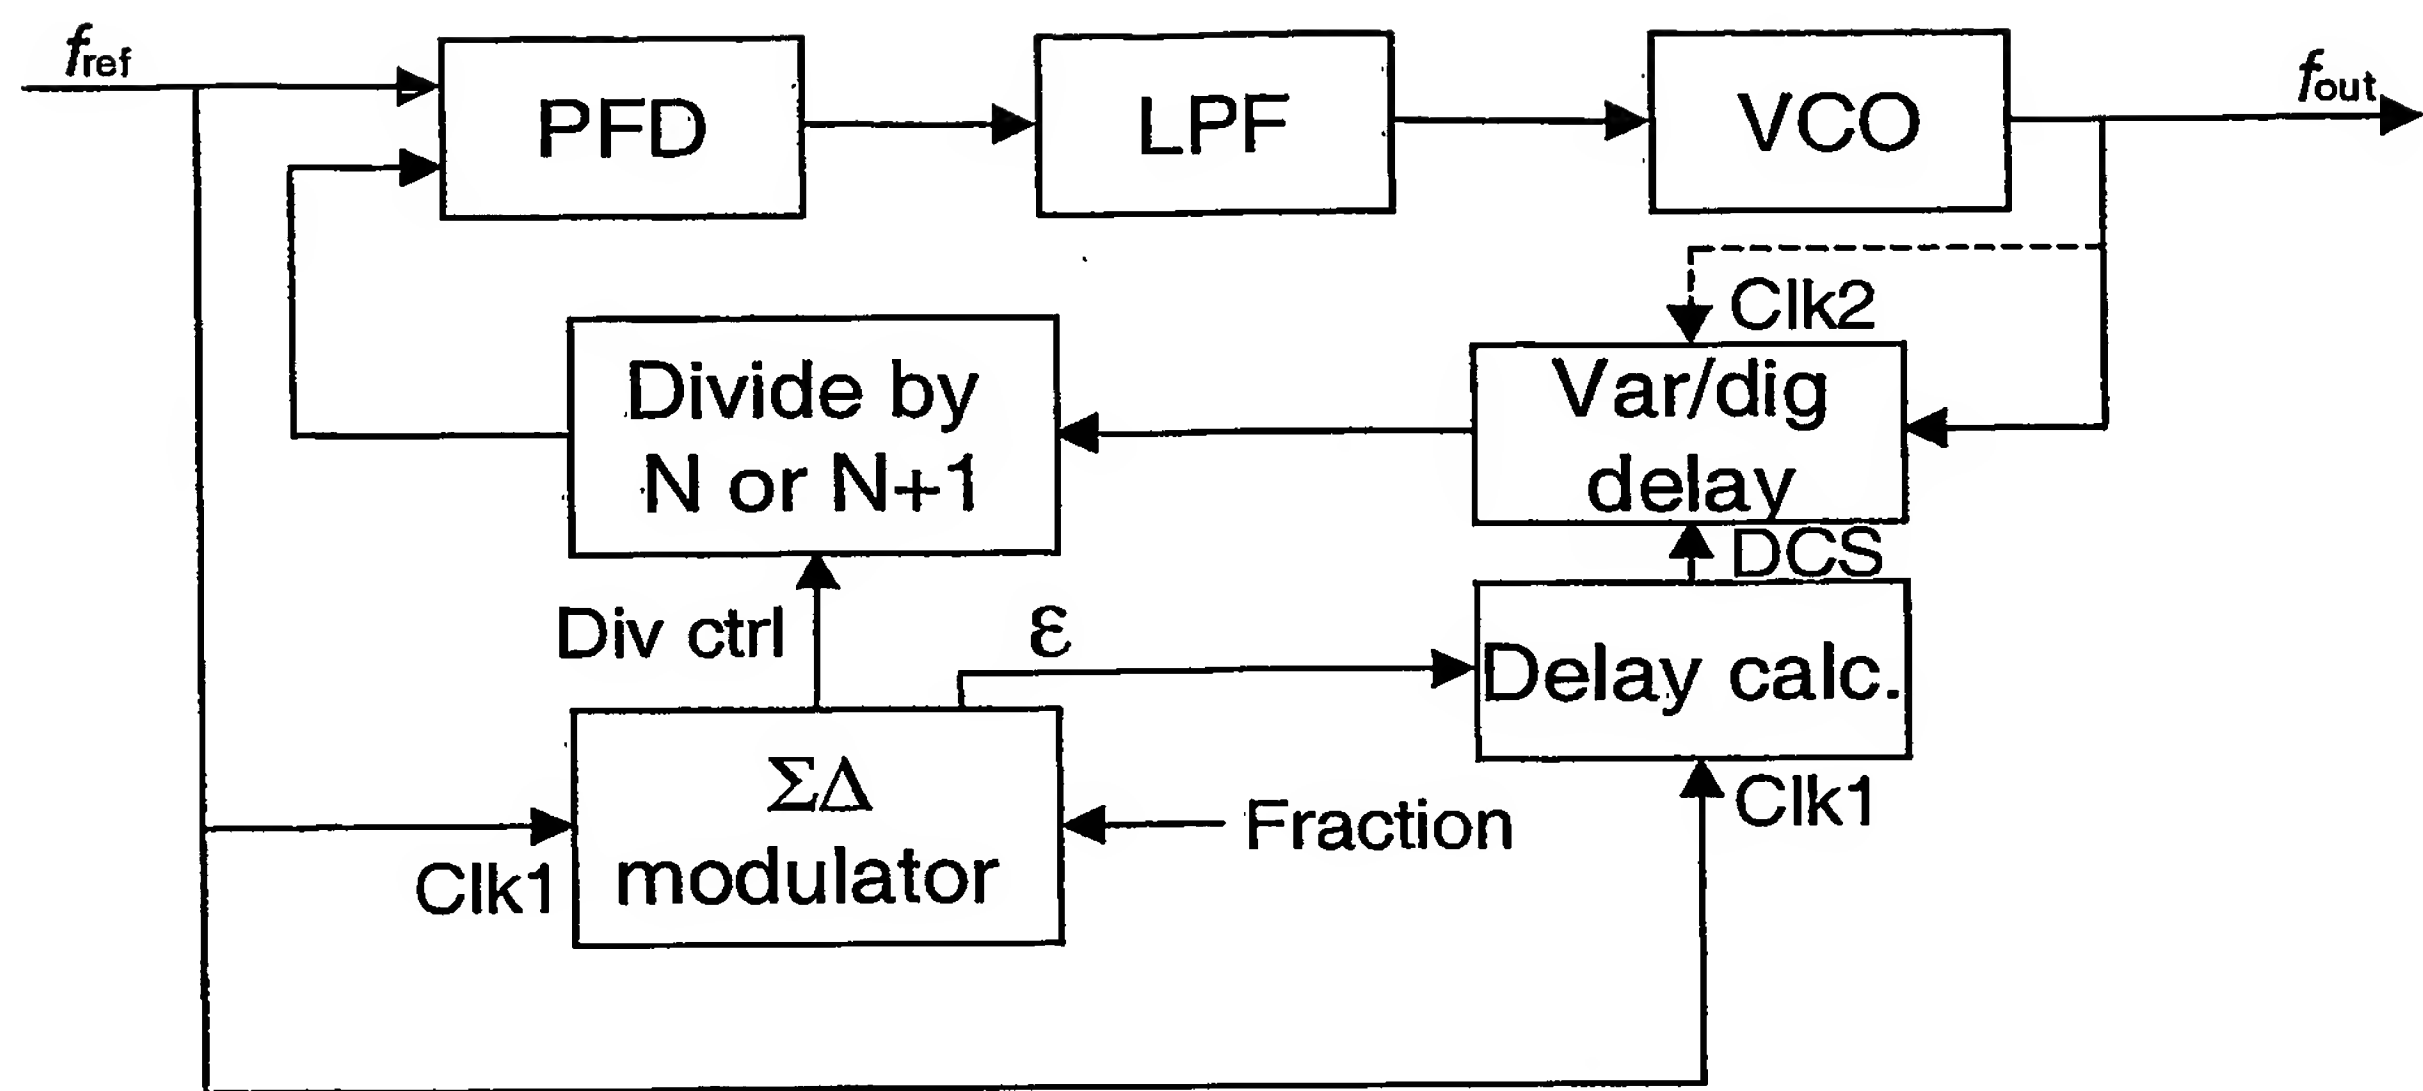 fref
PFD
LPF
VCO
fout
Clk2
Divide by
N or N+1
Var/dig
delay
DCS
Div ctrl
ε
Delay calc.
ΣΔ
modulator
Fraction
Clk1
Clk1